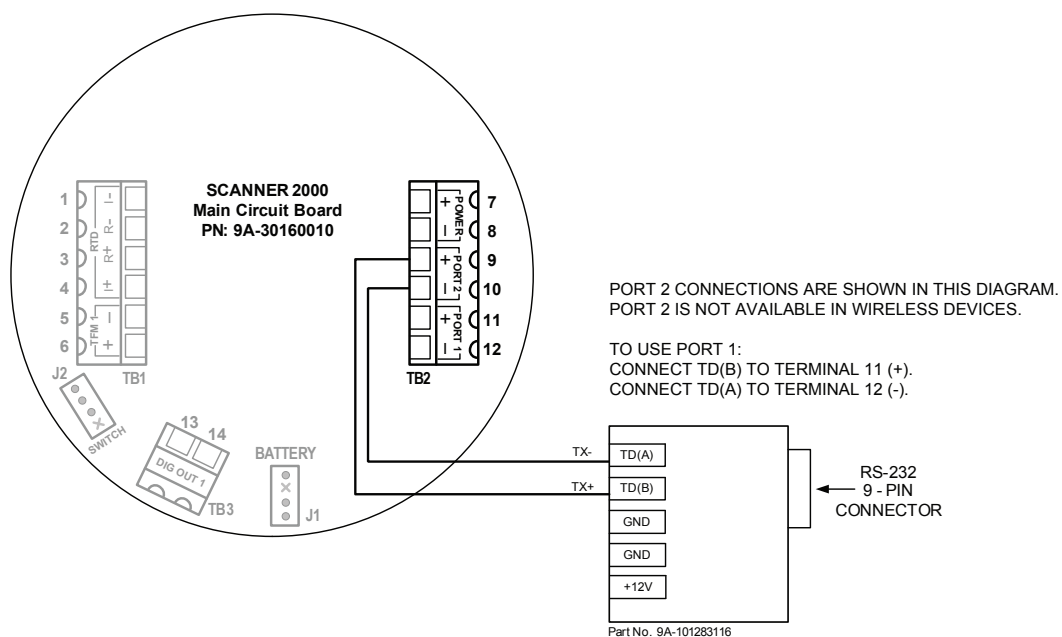 SCANNER 2000
Main Circuit Board
PN: 9A-30160010
1
2
3
4
5
6
I-
R-
R+
I+
RTD
−
+
TFM 1
TB1
J2
SWITCH
13
14
DIG OUT 1
TB3
BATTERY
J1
+
−
POWER
+
−
PORT 2
+
−
PORT 1
7
8
9
10
11
12
TB2
PORT 2 CONNECTIONS ARE SHOWN IN THIS DIAGRAM.
PORT 2 IS NOT AVAILABLE IN WIRELESS DEVICES.
TO USE PORT 1:
CONNECT TD(B) TO TERMINAL 11 (+).
CONNECT TD(A) TO TERMINAL 12 (-).
TX-
TD(A)
TX+
TD(B)
GND
GND
+12V
RS-232
9 - PIN
CONNECTOR
Part No. 9A-101283116